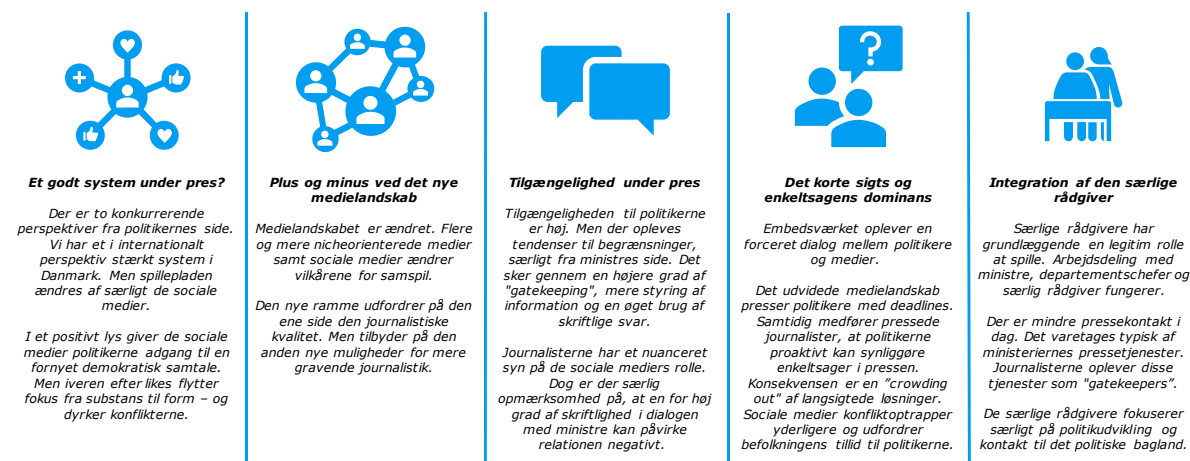 ?
Et godt system under pres?
Der er to konkurrerende
perspektiver fra politikernes side.
Vi har et i internationalt
perspektiv stærkt system i
Danmark. Men spillepladen
ændres af særligt de sociale
medier.
I et positivt lys giver de sociale
medier politikerne adgang til en
fornyet demokratisk samtale.
Men iveren efter likes flytter
fokus fra substans til form – og
dyrker konflikterne.
Plus og minus ved det nye
medielandskab
Medielandskabet er ændret. Flere
og mere nicheorienterede medier
samt sociale medier ændrer
vilkårene for samspil.
Den nye ramme udfordrer på den
ene side den journalistiske
kvalitet. Men tilbyder på den
anden nye muligheder for mere
gravende journalistik.
Tilgængelighed under pres
Tilgængeligheden til politikerne
er høj. Men der opleves
tendenser til begrænsninger,
særligt fra ministres side. Det
sker gennem en højere grad af
"gatekeeping", mere styring af
information og en øget brug af
skriftlige svar.
Journalisterne har et nuanceret
syn på de sociale mediers rolle.
Dog er der særlig
opmærksomhed på, at en for høj
grad af skriftlighed i dialogen
med ministre kan påvirke
relationen negativt.
Det korte sigts og
enkeltsagens dominans
Embedsværket oplever en
forceret dialog mellem politikere
og medier.
Det udvidede medielandskab
presser politikere med deadlines.
Samtidig medfører pressede
journalister, at politikerne
proaktivt kan synliggøre
enkeltsager i pressen.
Konsekvensen er en ”crowding
out" af langsigtede løsninger.
Sociale medier konfliktoptrapper
yderligere og udfordrer
befolkningens tillid til politikerne.
Integration af den særlige
rådgiver
Særlige rådgivere har
grundlæggende en legitim rolle
at spille. Arbejdsdeling med
ministre, departementschefer og
særlig rådgiver fungerer.
Der er mindre pressekontakt i
dag. Det varetages typisk af
ministeriernes pressetjenester.
Journalisterne oplever disse
tjenester som "gatekeepers”.
De særlige rådgivere fokuserer
særligt på politikudvikling og
kontakt til det politiske bagland.